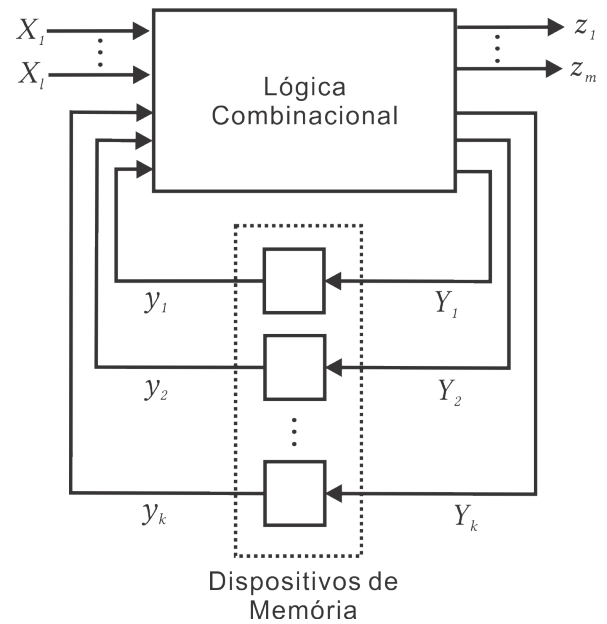 X₁
z₁
⋮
⋮
Xₗ
zₘ
Lógica
Combinacional
y₁
Y₁
y₂
Y₂
⋮
yₖ
Yₖ
Dispositivos de
Memória